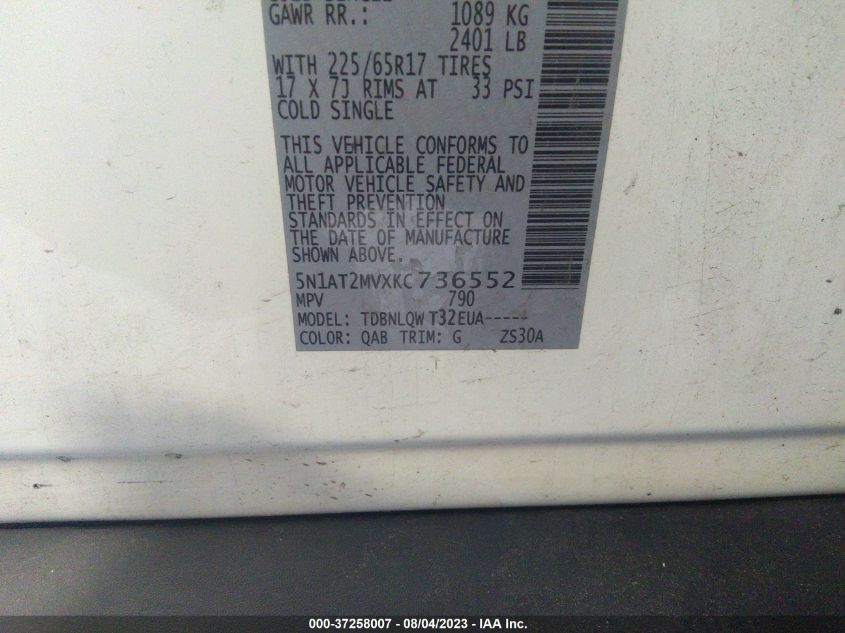 GAWR RR.: 1089 KG
2401 LB
WITH 225/65R17 TIRES
17 X 7J RIMS AT 33 PSI
COLD SINGLE
THIS VEHICLE CONFORMS TO
ALL APPLICABLE FEDERAL
MOTOR VEHICLE SAFETY AND
THEFT PREVENTION
STANDARDS IN EFFECT ON
THE DATE OF MANUFACTURE
SHOWN ABOVE.
5N1AT2MVXKC736552
MPV 790
MODEL: TDBNLQW T32EUA-----
COLOR: QAB TRIM: G ZS30A
000-37258007 - 08/04/2023 - IAA Inc.